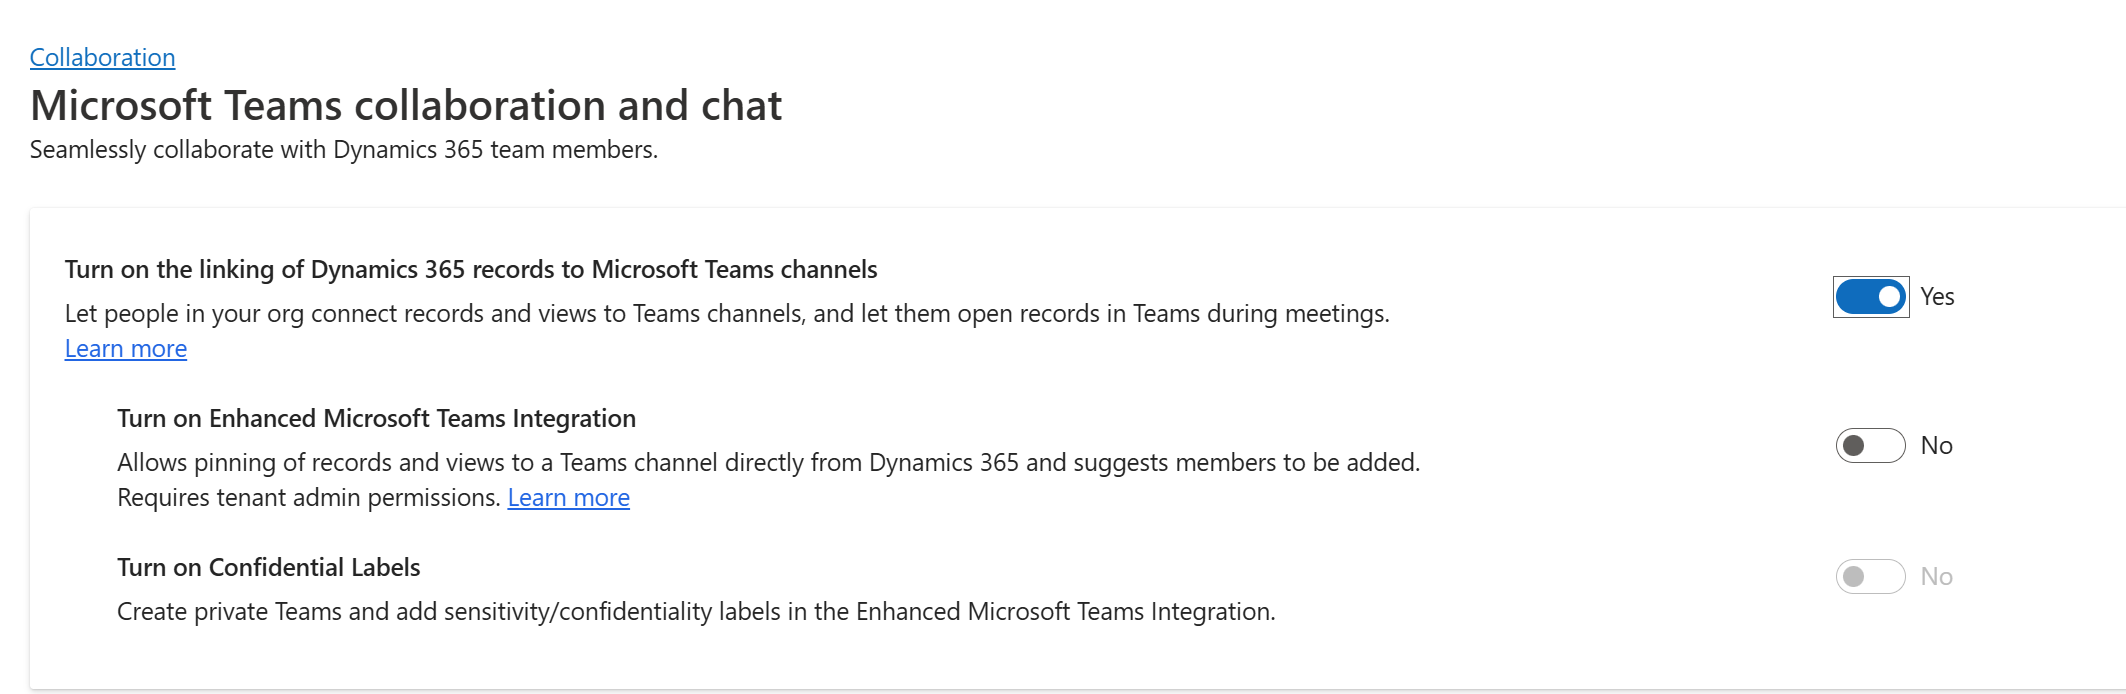 Collaboration
Microsoft Teams collaboration and chat
Seamlessly collaborate with Dynamics 365 team members.
Turn on the linking of Dynamics 365 records to Microsoft Teams channels
Let people in your org connect records and views to Teams channels, and let them open records in Teams during meetings.
Learn more
Yes
Turn on Enhanced Microsoft Teams Integration
Allows pinning of records and views to a Teams channel directly from Dynamics 365 and suggests members to be added.
Requires tenant admin permissions. Learn more
No
Turn on Confidential Labels
Create private Teams and add sensitivity/confidentiality labels in the Enhanced Microsoft Teams Integration.
No